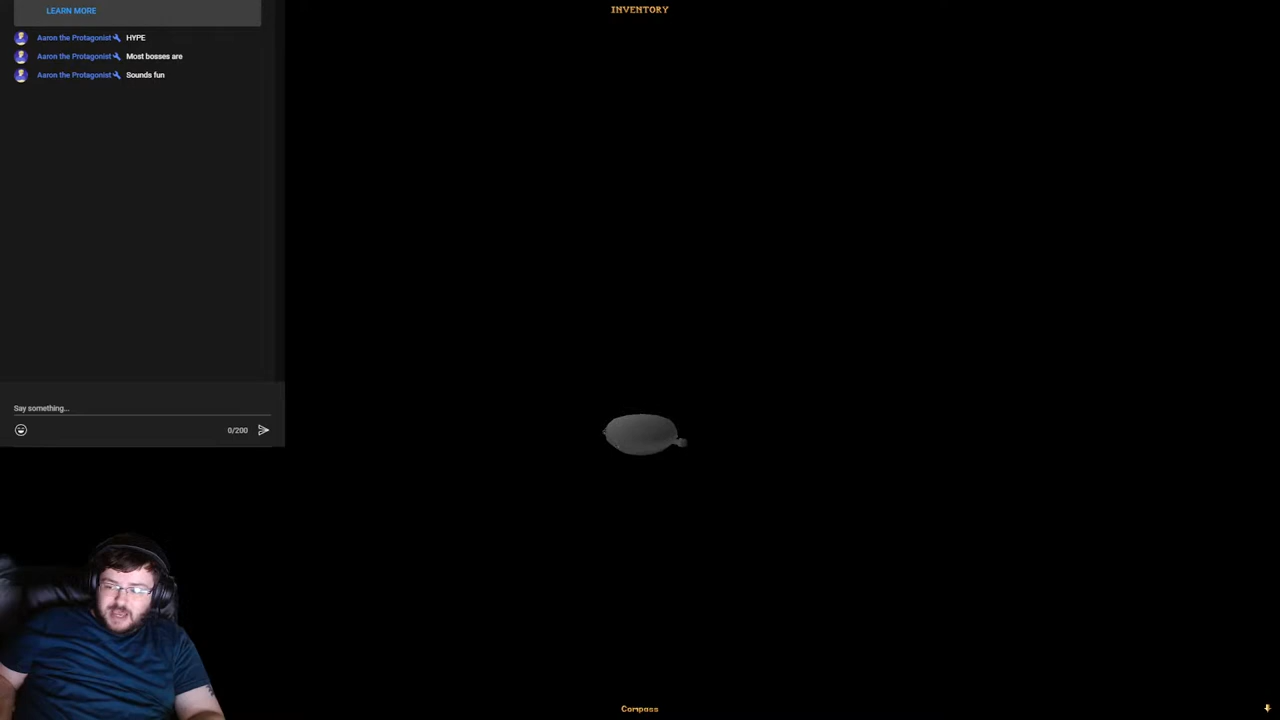 INVENTORY
LEARN MORE
Aaron the Protagonist HYPE
Aaron the Protagonist Most bosses are
Aaron the Protagonist Sounds fun
Say something...
0/200
Compass